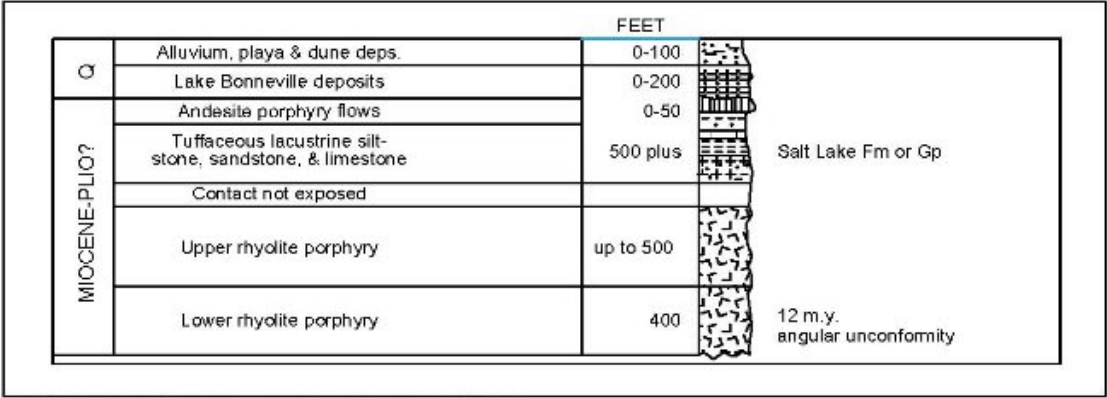 FEET
Q
Alluvium, playa & dune deps.
0-100
Lake Bonneville deposits
0-200
MIOCENE-PLIO?
Andesite porphyry flows
0-50
Tuffaceous lacustrine silt-
stone, sandstone, & limestone
500 plus
Salt Lake Fm or Gp
Contact not exposed
Upper rhyolite porphyry
up to 500
Lower rhyolite porphyry
400
12 m.y.
angular unconformity